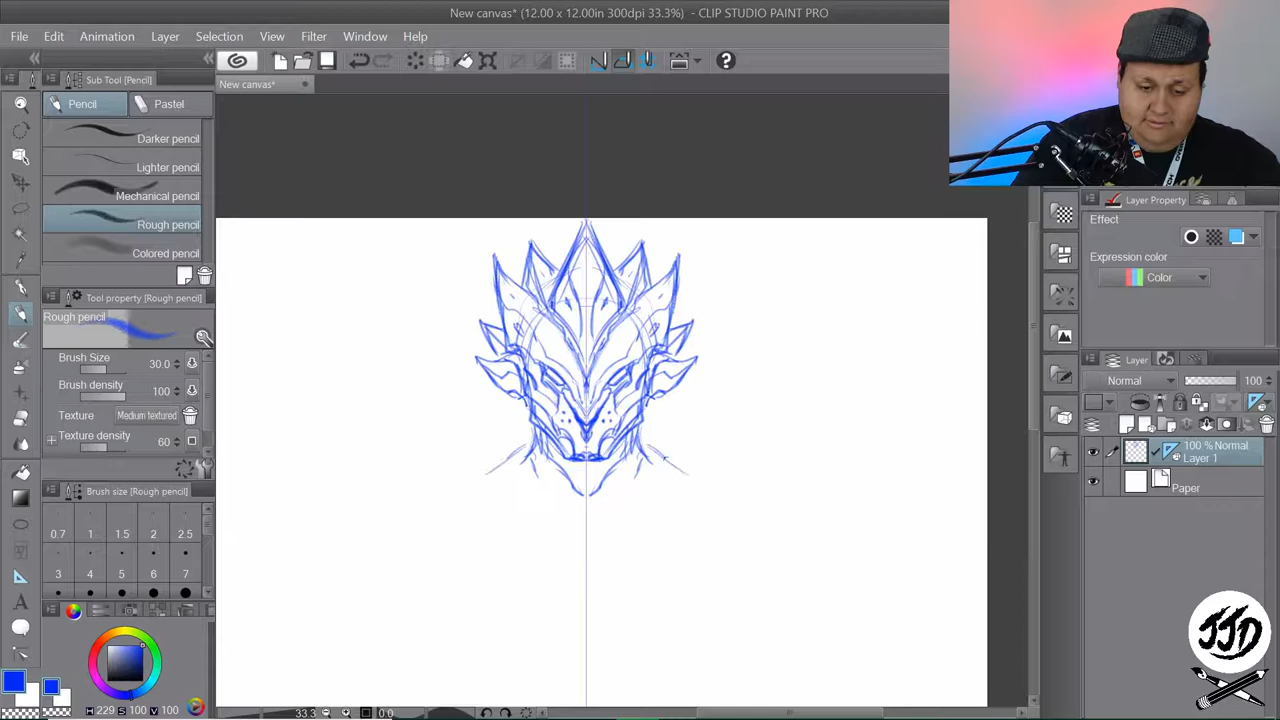 New canvas* (12.00 x 12.00in 300dpi 33.3%) - CLIP STUDIO PAINT PRO
File Edit Animation Layer Selection View Filter Window Help
Sub Tool [Pencil]
New canvas*
Pencil Pastel
Darker pencil
Lighter pencil
Mechanical pencil
Rough pencil
Colored pencil
Tool property [Rough pencil]
Rough pencil
Brush Size 30.0
Brush density 100
Texture Medium textured
Texture density 60
Brush size [Rough pencil]
0.7 1 1.5 2 2.5
3 4 5 6 7
H 229 S 100 V 100
33.3 0.0
Layer Property
Effect
Expression color
Color
Layer
Normal 100
100 % Normal
Layer 1
Paper
JJD